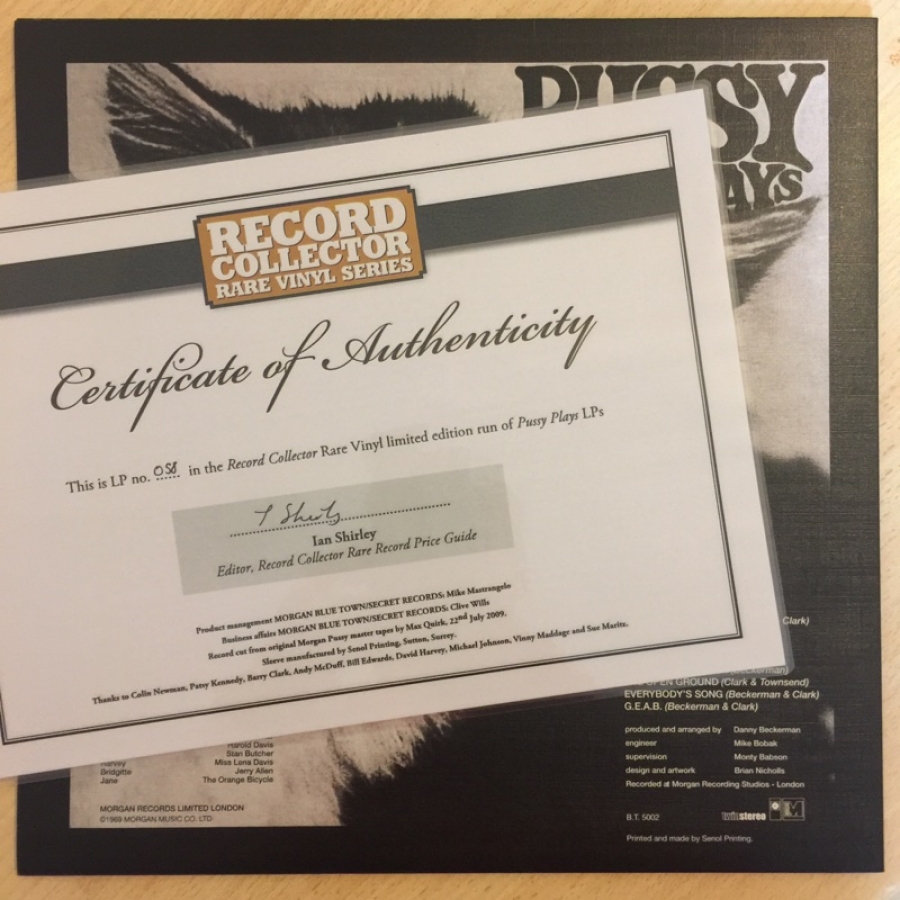 PUSSY
AYS
RECORD
COLLECTOR
RARE VINYL SERIES
Certificate of Authenticity
This is LP no. 058 in the Record Collector Rare Vinyl limited edition run of Pussy Plays LPs
Ian Shirley
Editor, Record Collector Rare Record Price Guide
Product management MORGAN BLUE TOWN/SECRET RECORDS: Mike Mastrangelo
Business affairs MORGAN BLUE TOWN/SECRET RECORDS: Clive Wills
Record cut from original Morgan Pussy master tapes by Max Quirk, 22nd July 2009.
Sleeve manufactured by Senol Printing, Sutton, Surrey.
Thanks to Colin Newman, Patsy Kennedy, Barry Clark, Andy McDuff, Bill Edwards, David Harvey, Michael Johnson, Vinny Maddage and Sue Maritz.
Clark)
(Beckerman)
OPEN GROUND (Clark & Townsend)
EVERYBODY'S SONG (Beckerman & Clark)
G.E.A.B. (Beckerman & Clark)
Harold Davis
Stan Butcher
Harvey Miss Lona Davis
Bridgitte Jerry Allen
Jane The Orange Bicycle
produced and arranged by Danny Beckerman
engineer Mike Bobak
supervision Monty Babson
design and artwork Brian Nicholls
Recorded at Morgan Recording Studios - London
MORGAN RECORDS LIMITED LONDON
©1969 MORGAN MUSIC CO. LTD
B.T. 5002 twinstereo M
Printed and made by Senol Printing.